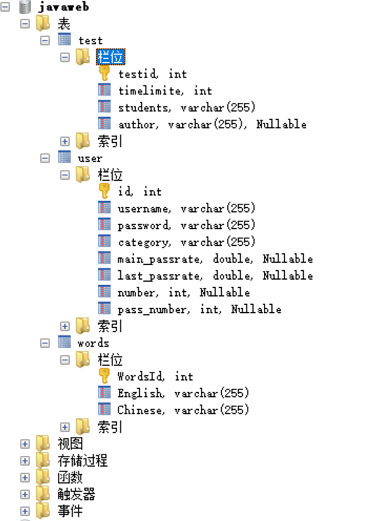 javaweb
表
test
栏位
testid, int
timelimite, int
students, varchar(255)
author, varchar(255), Nullable
索引
user
栏位
id, int
username, varchar(255)
password, varchar(255)
category, varchar(255)
main_passrate, double, Nullable
last_passrate, double, Nullable
number, int, Nullable
pass_number, int, Nullable
索引
words
栏位
WordsId, int
English, varchar(255)
Chinese, varchar(255)
索引
视图
存储过程
函数
触发器
事件